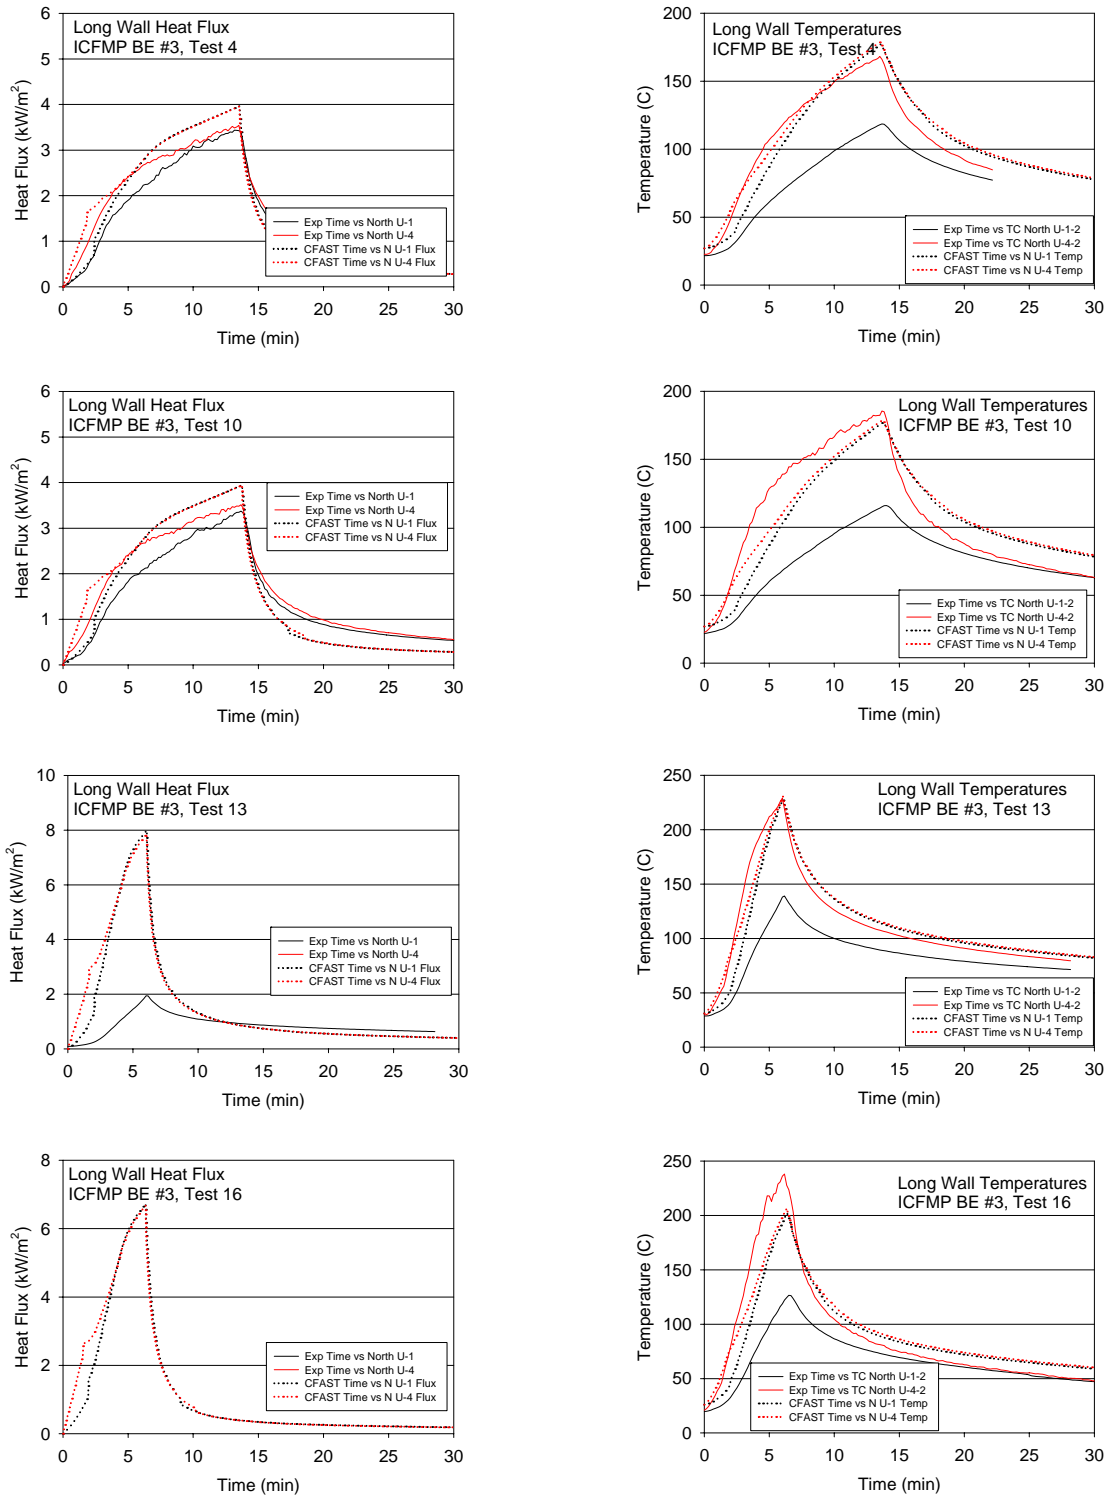 Long Wall Heat Flux
ICFMP BE #3, Test 4
Heat Flux (kW/m²)
6
5
4
3
2
1
0
Exp Time vs North U-1
Exp Time vs North U-4
CFAST Time vs N U-1 Flux
CFAST Time vs N U-4 Flux
0 5 10 15 20 25 30
Time (min)
Long Wall Temperatures
ICFMP BE #3, Test 4
Temperature (C)
200
150
100
50
0
Exp Time vs TC North U-1-2
Exp Time vs TC North U-4-2
CFAST Time vs N U-1 Temp
CFAST Time vs N U-4 Temp
0 5 10 15 20 25 30
Time (min)
Long Wall Heat Flux
ICFMP BE #3, Test 10
Heat Flux (kW/m²)
6
5
4
3
2
1
0
Exp Time vs North U-1
Exp Time vs North U-4
CFAST Time vs N U-1 Flux
CFAST Time vs N U-4 Flux
0 5 10 15 20 25 30
Time (min)
Long Wall Temperatures
ICFMP BE #3, Test 10
Temperature (C)
200
150
100
50
0
Exp Time vs TC North U-1-2
Exp Time vs TC North U-4-2
CFAST Time vs N U-1 Temp
CFAST Time vs N U-4 Temp
0 5 10 15 20 25 30
Time (min)
Long Wall Heat Flux
ICFMP BE #3, Test 13
Heat Flux (kW/m²)
10
8
6
4
2
0
Exp Time vs North U-1
Exp Time vs North U-4
CFAST Time vs N U-1 Flux
CFAST Time vs N U-4 Flux
0 5 10 15 20 25 30
Time (min)
Long Wall Temperatures
ICFMP BE #3, Test 13
Temperature (C)
250
200
150
100
50
0
Exp Time vs TC North U-1-2
Exp Time vs TC North U-4-2
CFAST Time vs N U-1 Temp
CFAST Time vs N U-4 Temp
0 5 10 15 20 25 30
Time (min)
Long Wall Heat Flux
ICFMP BE #3, Test 16
Heat Flux (kW/m²)
8
6
4
2
0
Exp Time vs North U-1
Exp Time vs North U-4
CFAST Time vs N U-1 Flux
CFAST Time vs N U-4 Flux
0 5 10 15 20 25 30
Time (min)
Long Wall Temperatures
ICFMP BE #3, Test 16
Temperature (C)
250
200
150
100
50
0
Exp Time vs TC North U-1-2
Exp Time vs TC North U-4-2
CFAST Time vs N U-1 Temp
CFAST Time vs N U-4 Temp
0 5 10 15 20 25 30
Time (min)